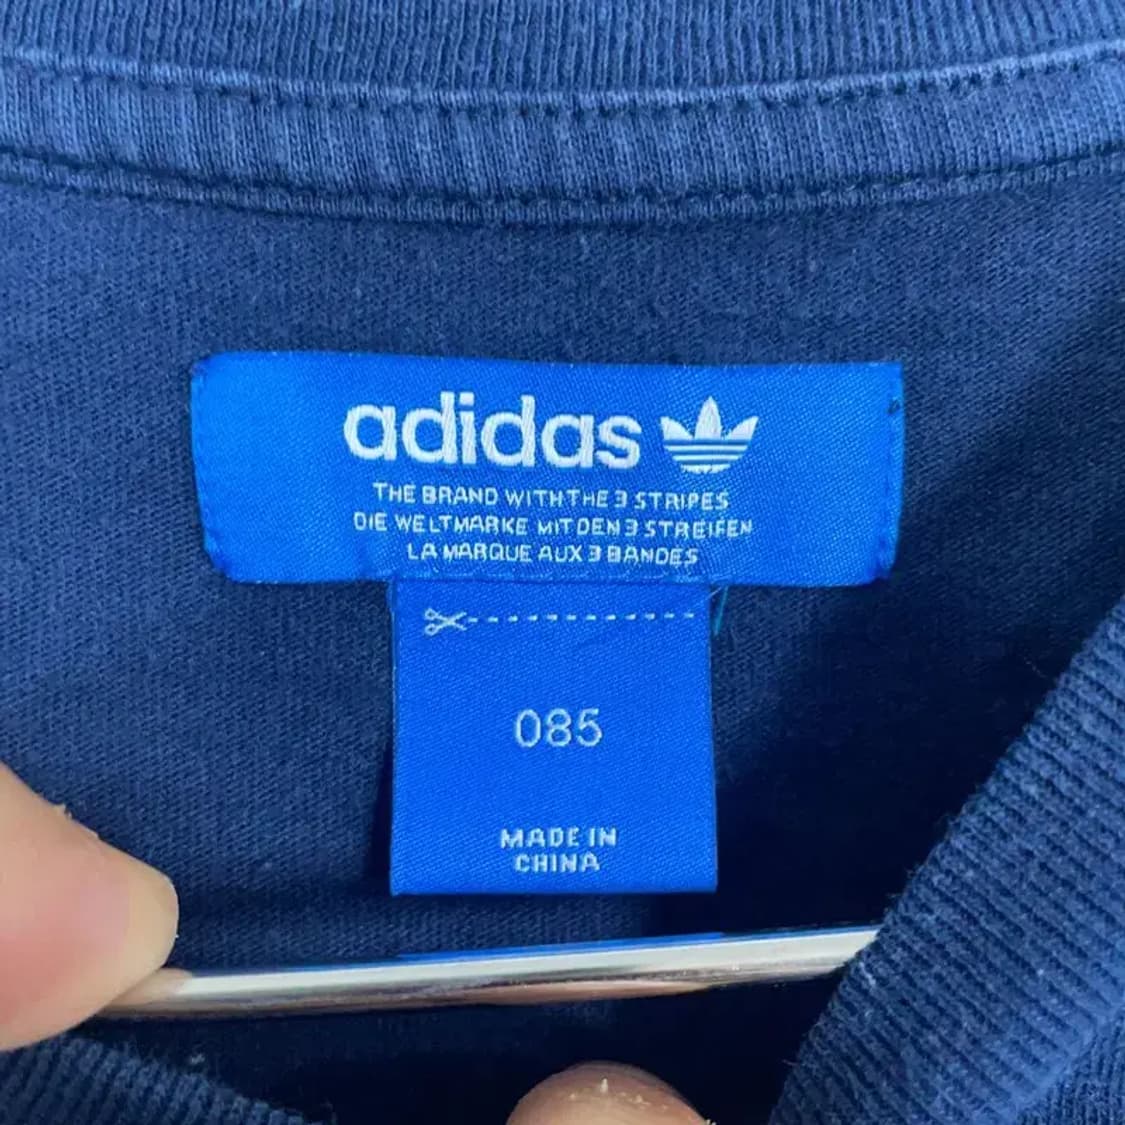 adidas
THE BRAND WITH THE 3 STRIPES
DIE WELTMARKE MIT DEN 3 STREIFEN
LA MARQUE AUX 3 BANDES
085
MADE IN
CHINA